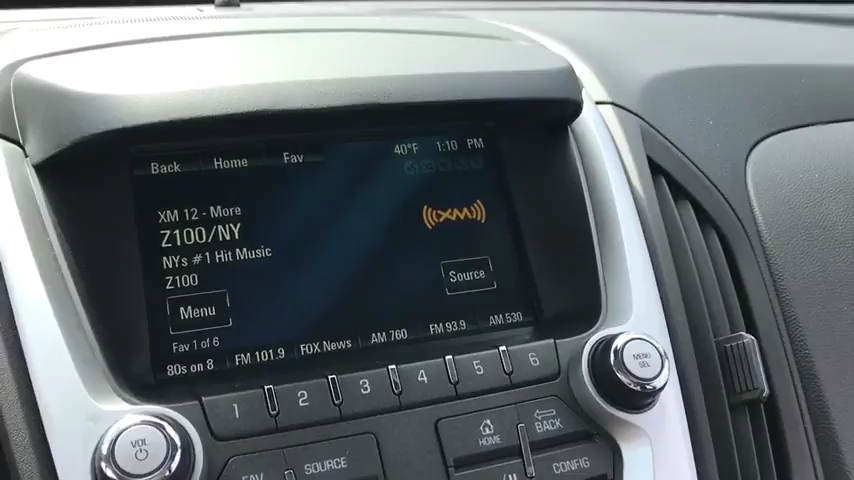 Back Home Fav 40°F 1:10 PM
XM 12 - More
Z100/NY
NYs #1 Hit Music
Z100
XM
Source
Menu
Fav 1 of 6
80s on 8 FM 101.9 FOX News AM 760 FM 93.9 AM 530
1 2 3 4 5 6
MENU SEL
VOL
FAV SOURCE
HOME BACK
CONFIG